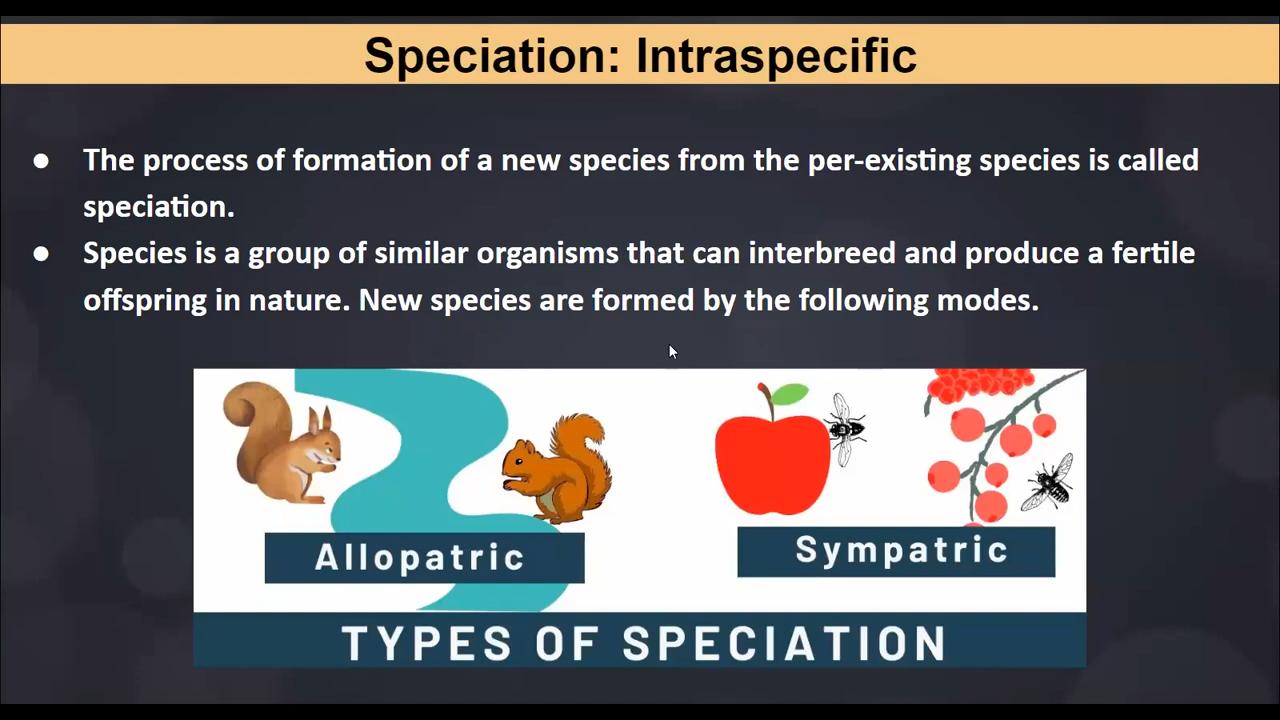 Speciation: Intraspecific
● The process of formation of a new species from the per-existing species is called
speciation.
● Species is a group of similar organisms that can interbreed and produce a fertile
offspring in nature. New species are formed by the following modes.
Allopatric
Sympatric
TYPES OF SPECIATION